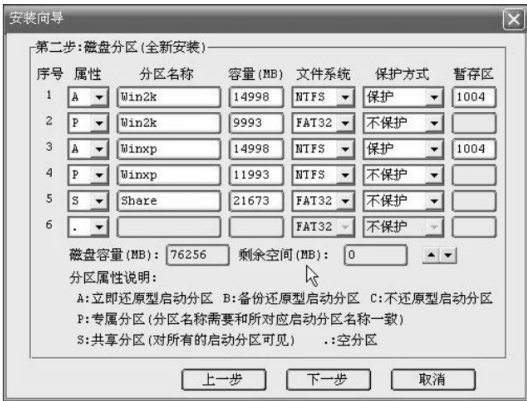 安装向导
第二步:磁盘分区(全新安装)
序号 属性 分区名称 容量(MB) 文件系统 保护方式 暂存区
1 A Win2k 14998 NTFS 保护 1004
2 P Win2k 9993 FAT32 不保护
3 A Winxp 14998 NTFS 保护 1004
4 P Winxp 11993 NTFS 不保护
5 S Share 21673 FAT32 不保护
6 . FAT32 不保护
磁盘容量(MB): 76256 剩余空间(MB): 0
分区属性说明:
A:立即还原型启动分区 B:备份还原型启动分区 C:不还原型启动分区
P:专属分区(分区名称需要和所对应启动分区名称一致)
S:共享分区(对所有的启动分区可见) .:空分区
上一步 下一步 取消